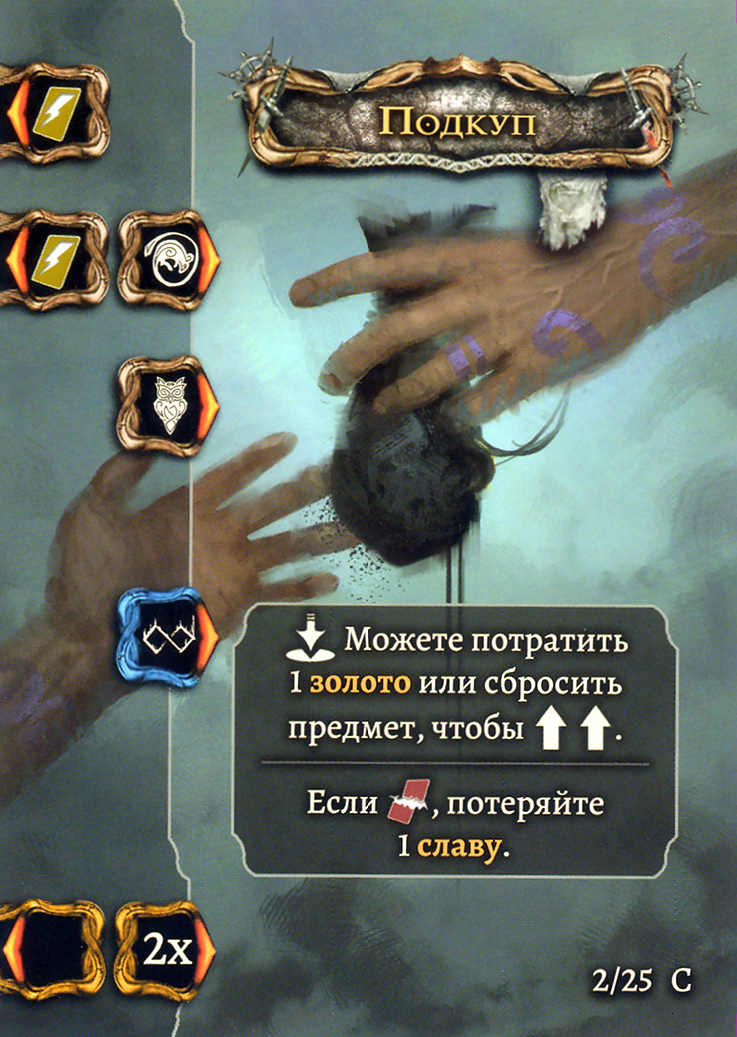 Подкуп
Можете потратить
1 золото или сбросить
предмет, чтобы .
Если , потеряйте
1 славу.
2x
2/25 C